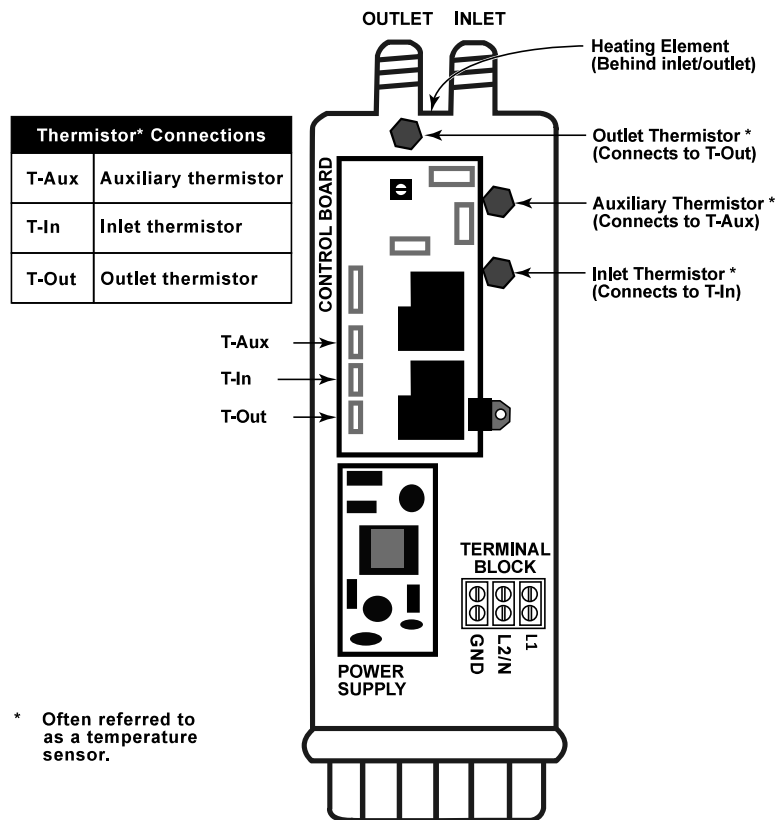 OUTLET INLET
Heating Element
(Behind inlet/outlet)
Outlet Thermistor *
(Connects to T-Out)
Thermistor* Connections
T-Aux Auxiliary thermistor
T-In Inlet thermistor
T-Out Outlet thermistor
CONTROL BOARD
Auxiliary Thermistor *
(Connects to T-Aux)
Inlet Thermistor *
(Connects to T-In)
T-Aux
T-In
T-Out
TERMINAL
BLOCK
GND
L2/N
L1
POWER
SUPPLY
* Often referred to
as a temperature
sensor.